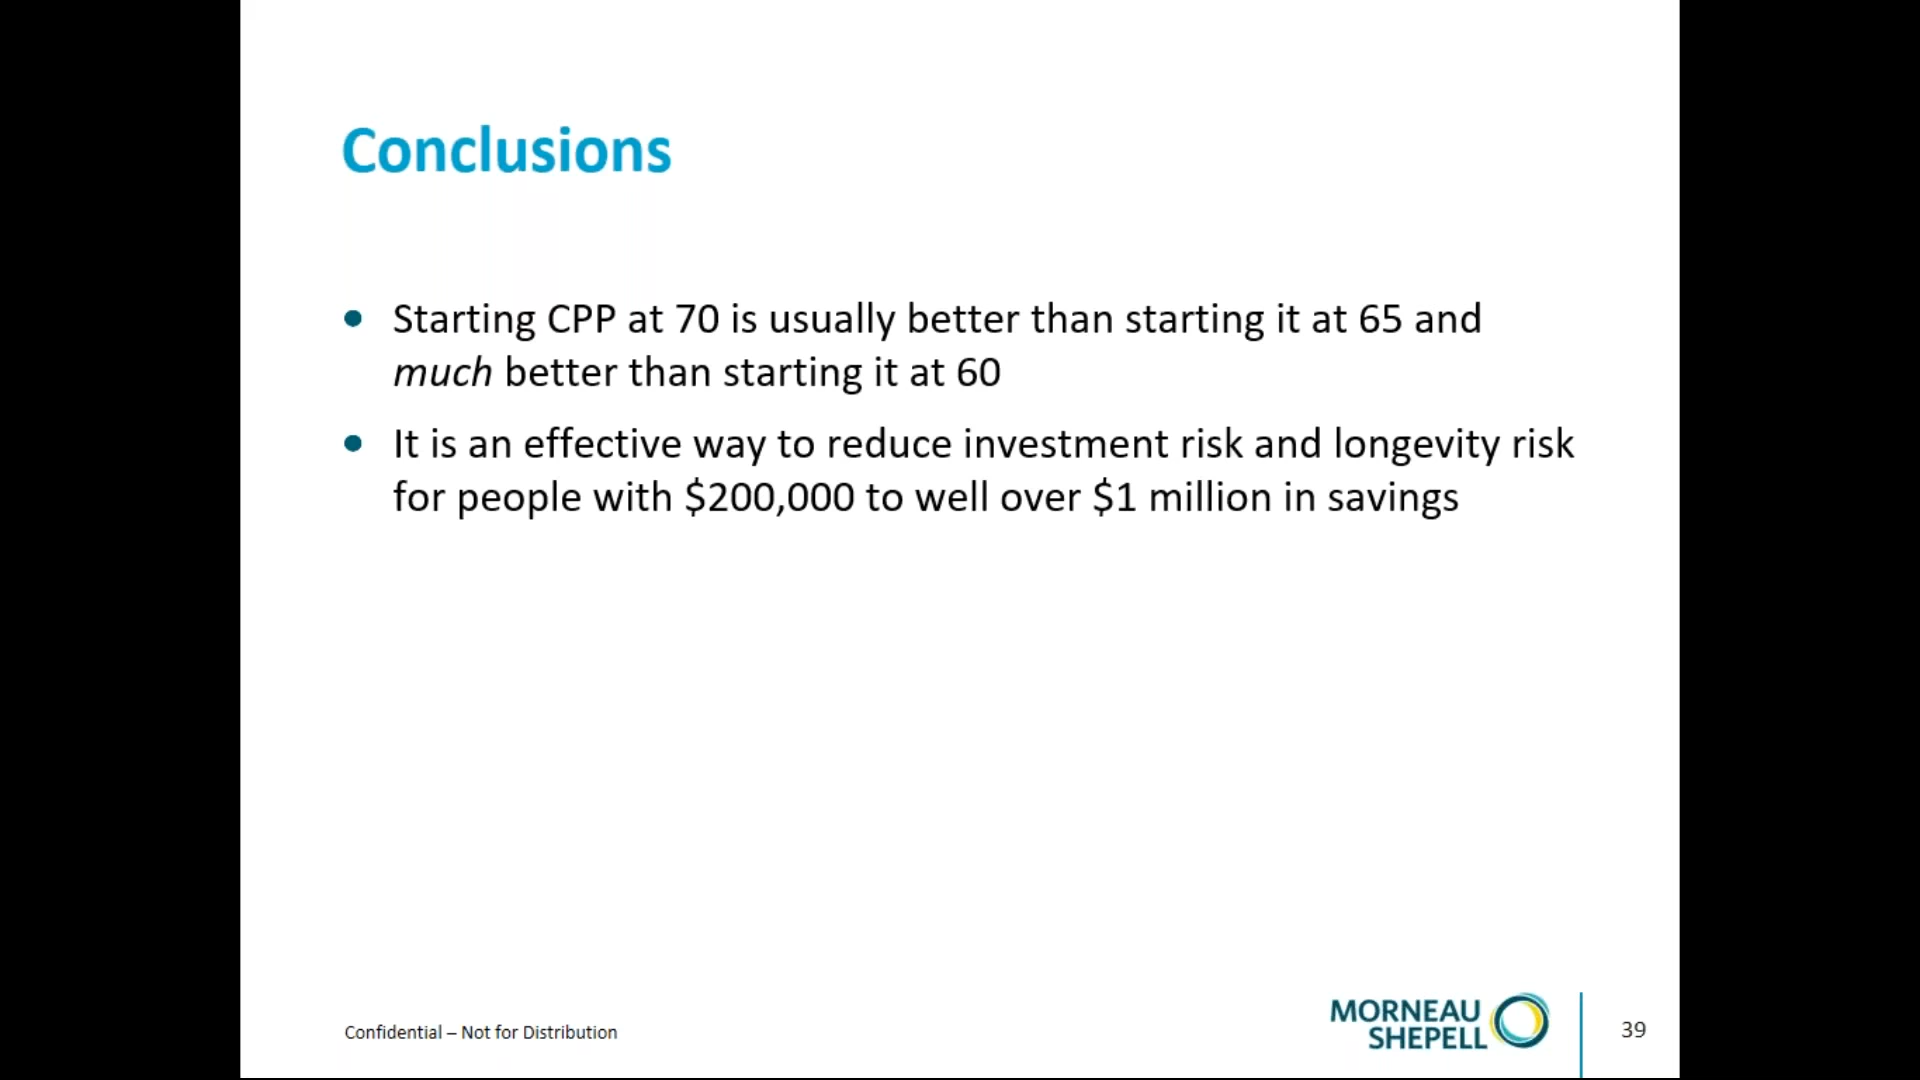 Conclusions
• Starting CPP at 70 is usually better than starting it at 65 and
much better than starting it at 60
• It is an effective way to reduce investment risk and longevity risk
for people with $200,000 to well over $1 million in savings
Confidential – Not for Distribution
MORNEAU
SHEPELL
39